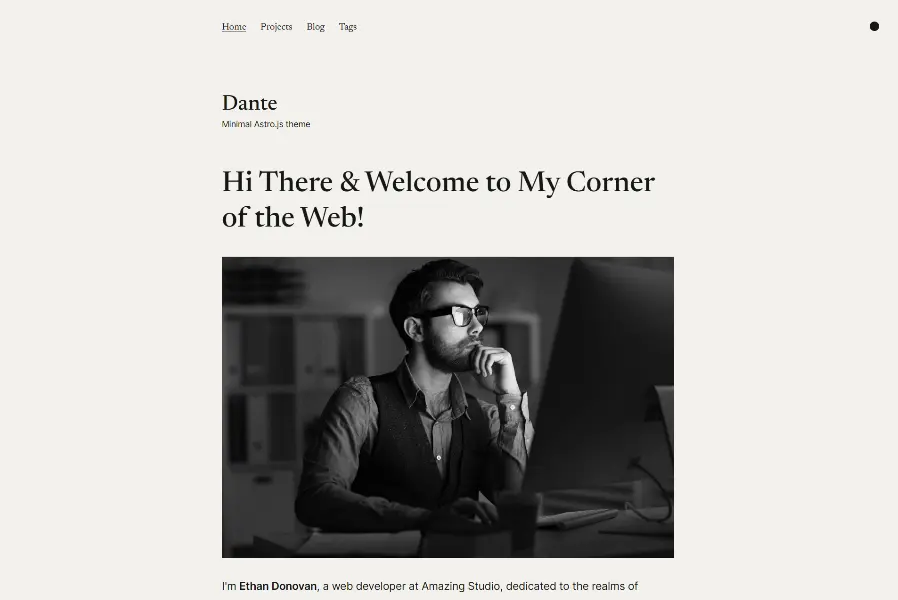 Home Projects Blog Tags
Dante
Minimal Astro.js theme
Hi There & Welcome to My Corner
of the Web!
I'm Ethan Donovan, a web developer at Amazing Studio, dedicated to the realms of